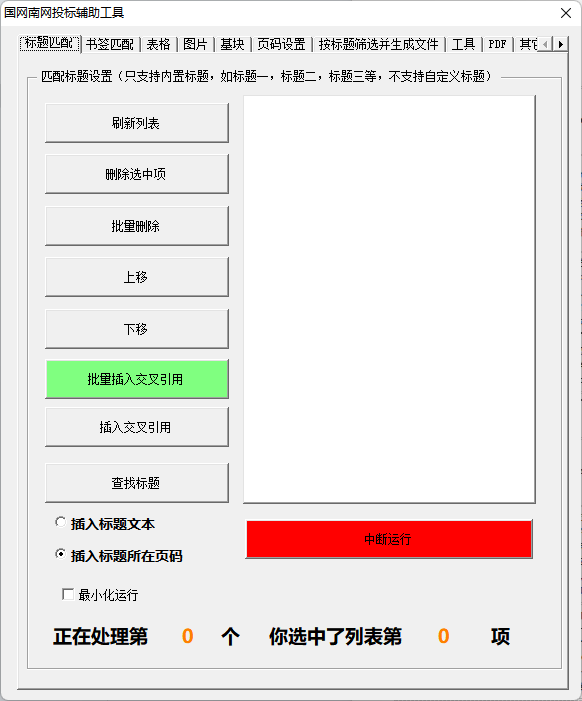 国网南网投标辅助工具
标题匹配 书签匹配 表格 图片 基块 页码设置 按标题筛选并生成文件 工具 PDF
匹配标题设置（只支持内置标题，如标题一，标题二，标题三等，不支持自定义标题）
刷新列表
删除选中项
批量删除
上移
下移
批量插入交叉引用
插入交叉引用
查找标题
插入标题文本
中断运行
插入标题所在页码
最小化运行
正在处理第 0 个 你选中了列表第 0 项